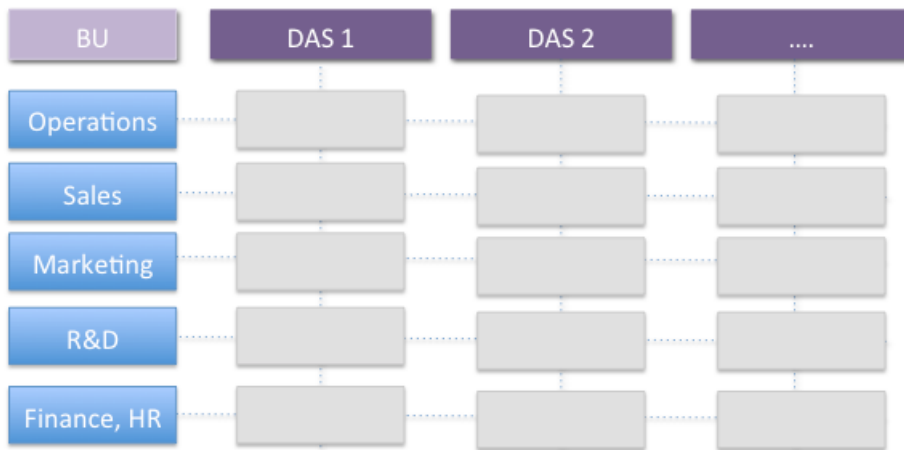 BU
DAS 1
DAS 2
....
Operations
Sales
Marketing
R&D
Finance, HR